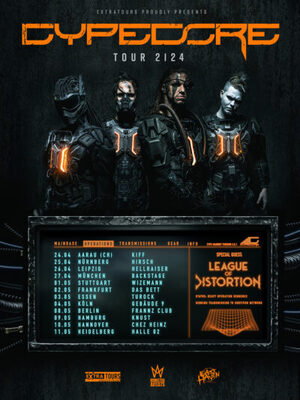 EXTRATOURS PROUDLY PRESENTS
CYPECORE
TOUR 2124
MAINBASE OPERATIONS TRANSMISSIONS GEAR INFO
24.04 AARAU (CH) KIFF
25.04 NÜRNBERG HIRSCH
26.04 LEIPZIG HELLRAISER
27.04 MÜNCHEN BACKSTAGE
01.05 STUTTGART WIZEMANN
02.05 FRANKFURT DAS BETT
03.05 ESSEN TUROCK
04.05 KÖLN GEBÄUDE 9
08.05 BERLIN FRANNZ CLUB
09.05 HAMBURG KNUST
10.05 HANNOVER CHEZ HEINZ
11.05 HEIDELBERG HALLE 02
SPECIAL GUEST:
LEAGUE
OF
DISTORTION
EXTRATOURS